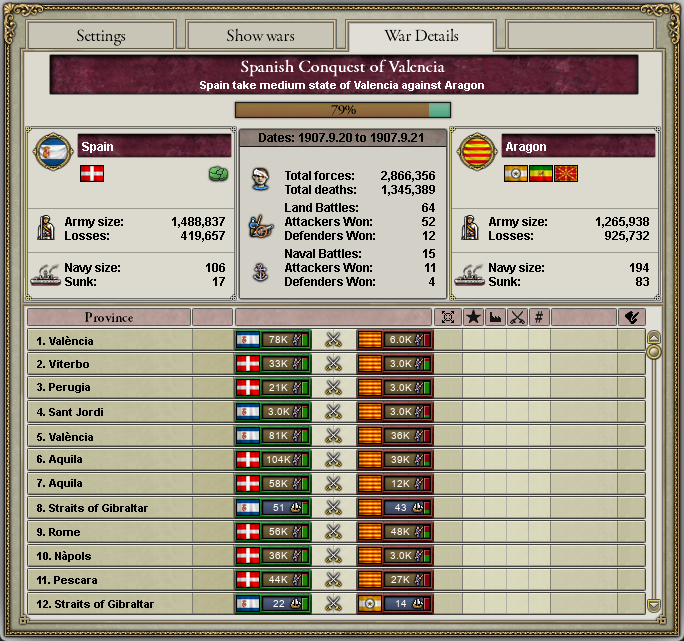 Settings Show wars War Details
Spanish Conquest of Valencia
Spain take medium state of Valencia against Aragon
79%
Spain
Dates: 1907.9.20 to 1907.9.21
Aragon
Total forces: 2,866,356
Total deaths: 1,345,389
Land Battles: 64
Attackers Won: 52
Defenders Won: 12
Naval Battles: 15
Attackers Won: 11
Defenders Won: 4
Army size: 1,488,837
Losses: 419,657
Navy size: 106
Sunk: 17
Army size: 1,265,938
Losses: 925,732
Navy size: 194
Sunk: 83
Province #
1. València 78K 6.0K
2. Viterbo 33K 3.0K
3. Perugia 21K 3.0K
4. Sant Jordi 3.0K 3.0K
5. València 81K 36K
6. Aquila 104K 39K
7. Aquila 58K 12K
8. Straits of Gibraltar 51 43
9. Rome 56K 48K
10. Nàpols 36K 3.0K
11. Pescara 44K 27K
12. Straits of Gibraltar 22 14